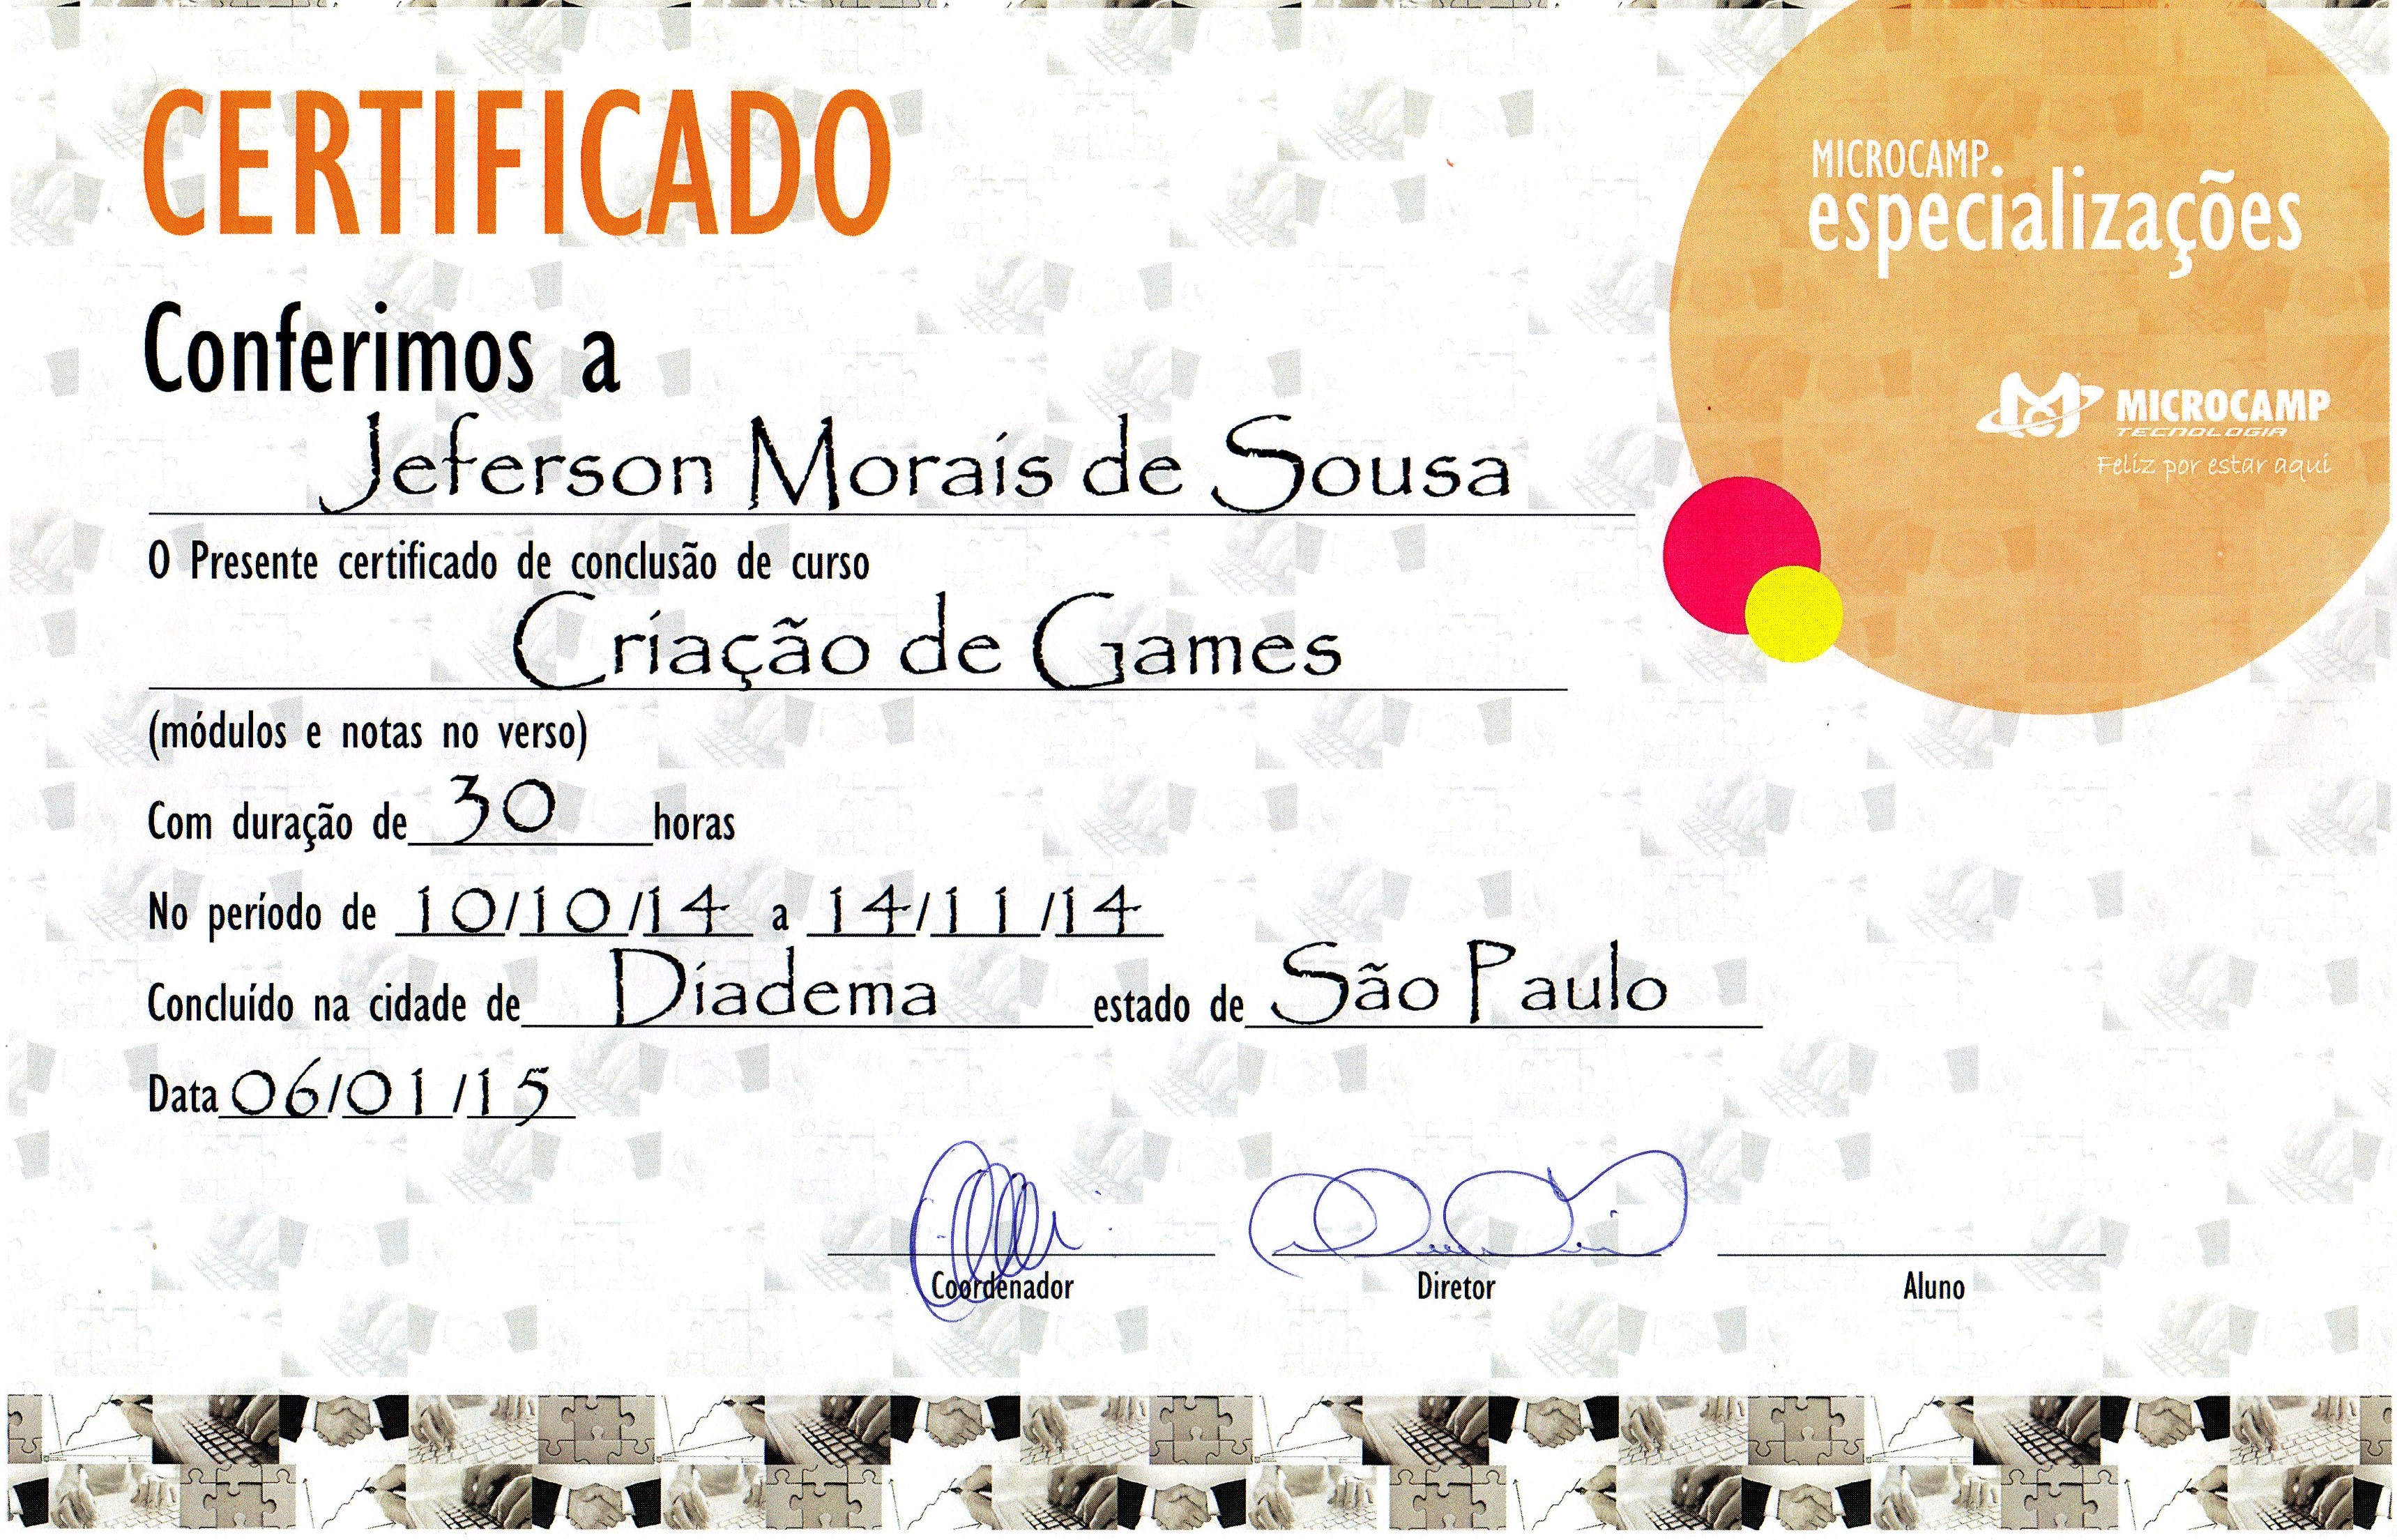 CERTIFICADO
MICROCAMP
especializações
MICROCAMP
TECNOLOGIA
Feliz por estar aqui
Conferimos a
Jeferson Morais de Sousa
O Presente certificado de conclusão de curso
Criação de Games
(módulos e notas no verso)
Com duração de 30 horas
No período de 10/10/14 a 14/11/14
Concluído na cidade de Diadema estado de São Paulo
Data 06/01/15
Coordenador Diretor Aluno